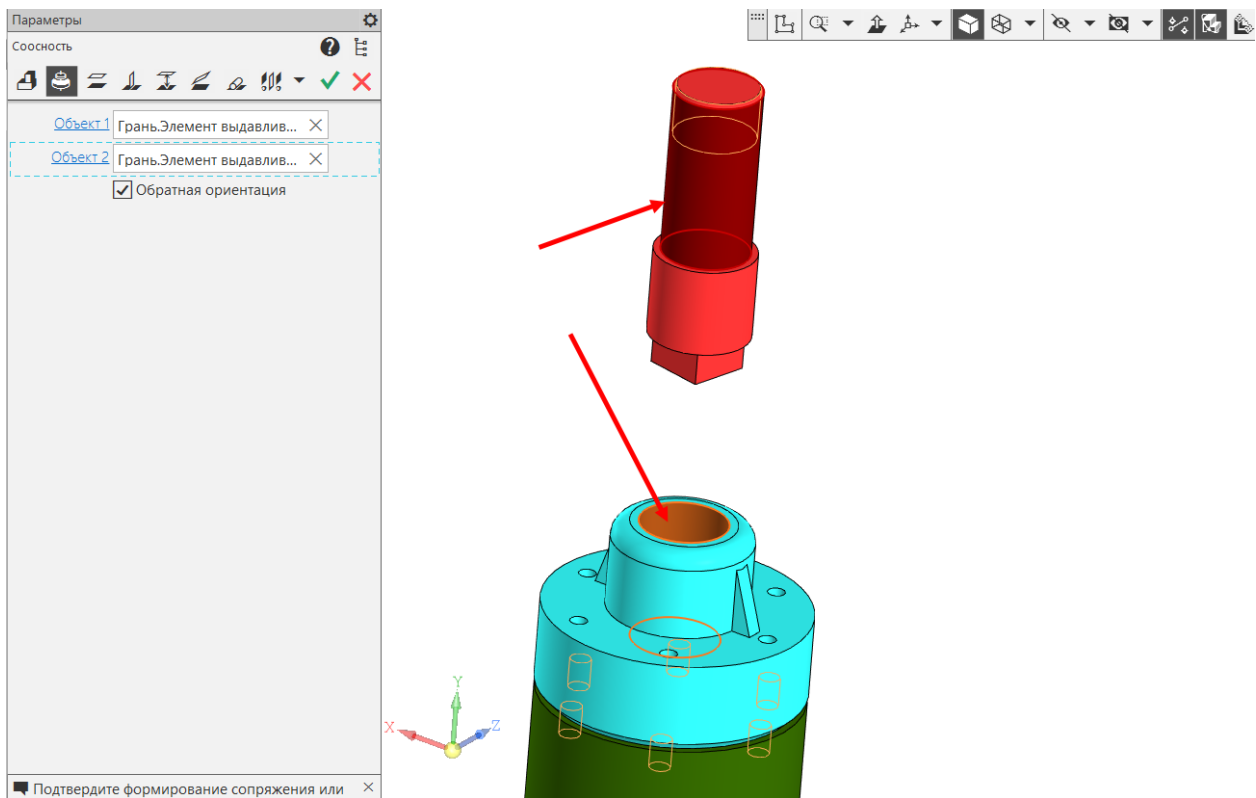 Параметры
Соосность
Объект 1 Грань.Элемент выдавлив...
Объект 2 Грань.Элемент выдавлив...
Обратная ориентация
Y
X
Z
Подтвердите формирование сопряжения или